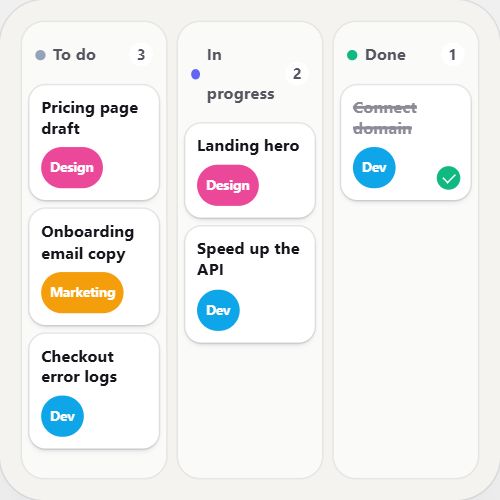 To do 3
Pricing page
draft
Design
Onboarding
email copy
Marketing
Checkout
error logs
Dev
In
progress
2
Landing hero
Design
Speed up the
API
Dev
Done 1
Connect
domain
Dev